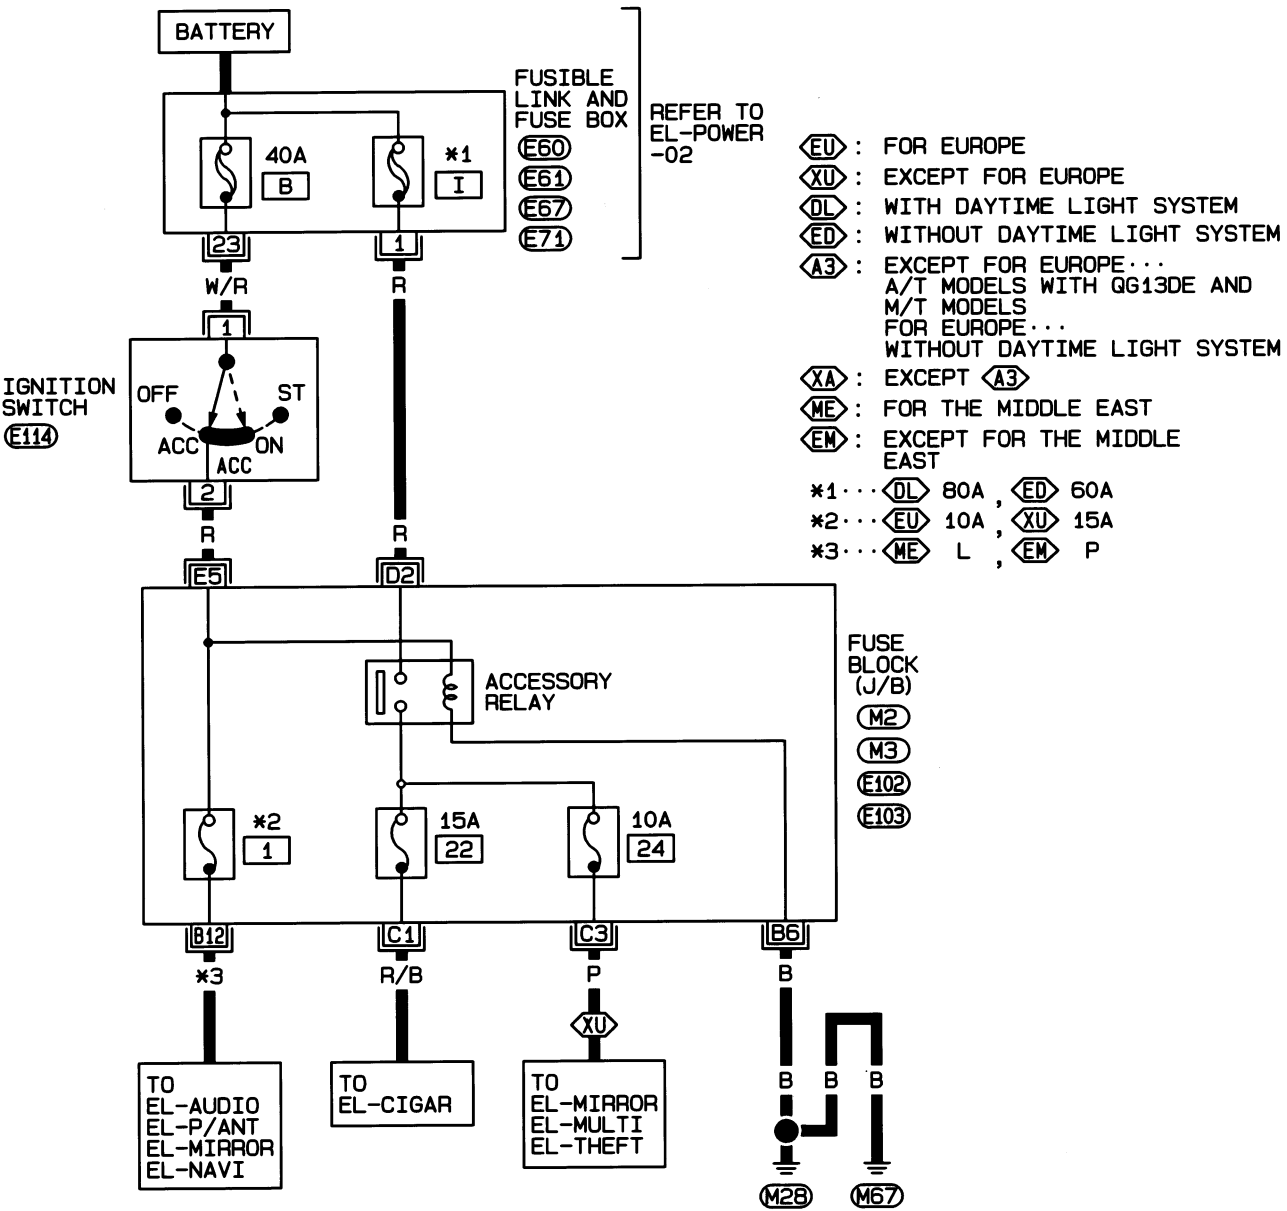 BATTERY
FUSIBLE
LINK AND
FUSE BOX
E60
E61
E67
E71
REFER TO
EL-POWER
-02
40A
B
*1
I
23
1
W/R
R
1
IGNITION
SWITCH
E114
OFF
ST
ACC
ON
ACC
2
R
R
E5
D2
EU : FOR EUROPE
XU : EXCEPT FOR EUROPE
DL : WITH DAYTIME LIGHT SYSTEM
ED : WITHOUT DAYTIME LIGHT SYSTEM
A3 : EXCEPT FOR EUROPE···
A/T MODELS WITH QG13DE AND
M/T MODELS
FOR EUROPE···
WITHOUT DAYTIME LIGHT SYSTEM
XA : EXCEPT A3
ME : FOR THE MIDDLE EAST
EM : EXCEPT FOR THE MIDDLE
EAST
*1··· DL 80A , ED 60A
*2··· EU 10A , XU 15A
*3··· ME L , EM P
FUSE
BLOCK
(J/B)
M2
M3
E102
E103
ACCESSORY
RELAY
*2
1
15A
22
10A
24
B12
C1
C3
B6
*3
R/B
P
B
XU
TO
EL-AUDIO
EL-P/ANT
EL-MIRROR
EL-NAVI
TO
EL-CIGAR
TO
EL-MIRROR
EL-MULTI
EL-THEFT
B
B
B
M28
M67